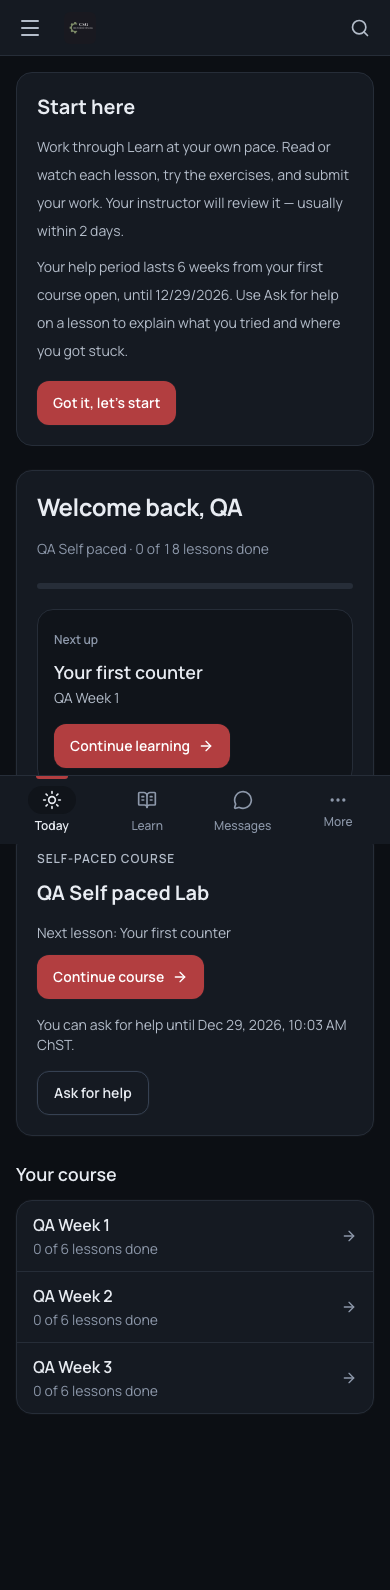 Start here
Work through Learn at your own pace. Read or
watch each lesson, try the exercises, and submit
your work. Your instructor will review it — usually
within 2 days.
Your help period lasts 6 weeks from your first
course open, until 12/29/2026. Use Ask for help
on a lesson to explain what you tried and where
you got stuck.
Got it, let's start
Welcome back, QA
QA Self paced · 0 of 18 lessons done
Next up
Your first counter
QA Week 1
Continue learning
Today
Learn
Messages
More
SELF-PACED COURSE
QA Self paced Lab
Next lesson: Your first counter
Continue course
You can ask for help until Dec 29, 2026, 10:03 AM
ChST.
Ask for help
Your course
QA Week 1
0 of 6 lessons done
QA Week 2
0 of 6 lessons done
QA Week 3
0 of 6 lessons done